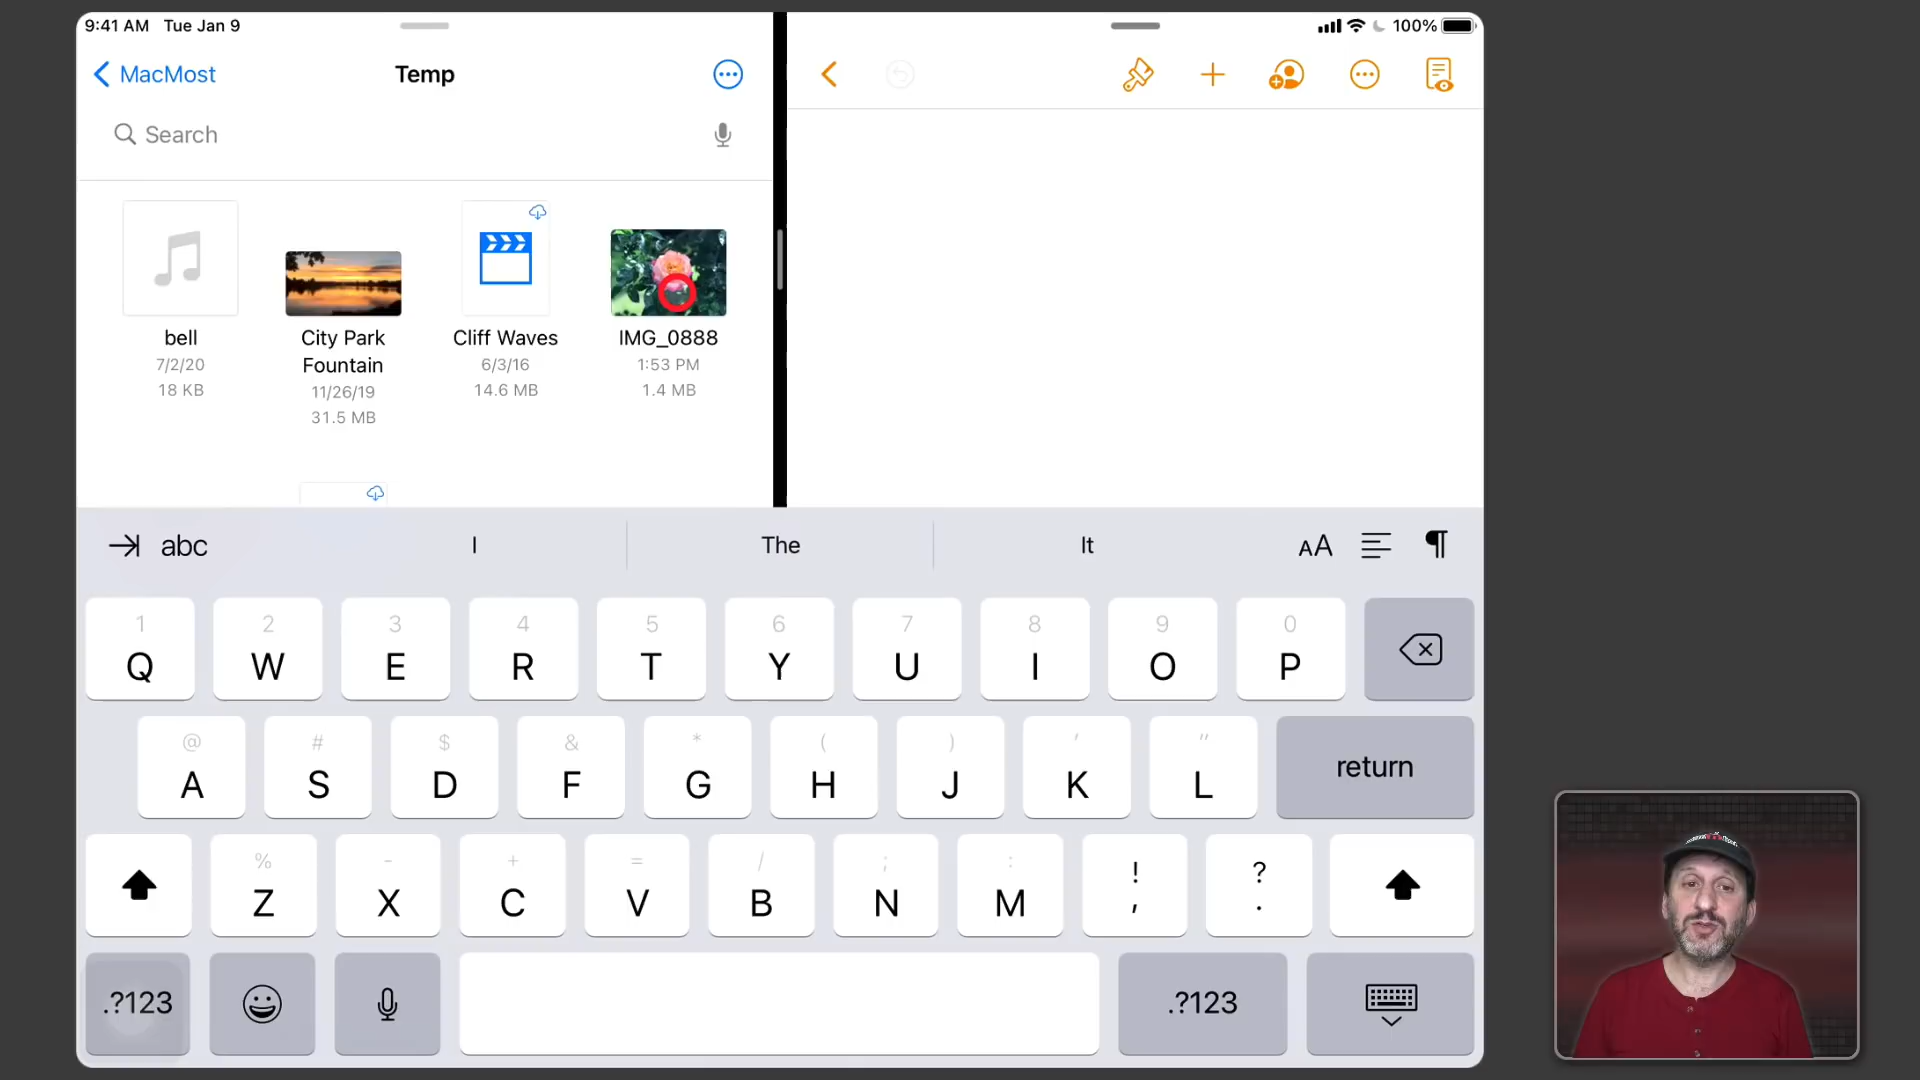 9:41 AM Tue Jan 9
100%
MacMost
Temp
Search
bell
7/2/20
18 KB
City Park
Fountain
11/26/19
31.5 MB
Cliff Waves
6/3/16
14.6 MB
IMG_0888
1:53 PM
1.4 MB
abc
I
The
It
AA
1 2 3 4 5 6 7 8 9 0
Q W E R T Y U I O P
@ # $ & * ( ) ' "
A S D F G H J K L return
% - + = / ; : ! ?
Z X C V B N M , .
.?123 .?123